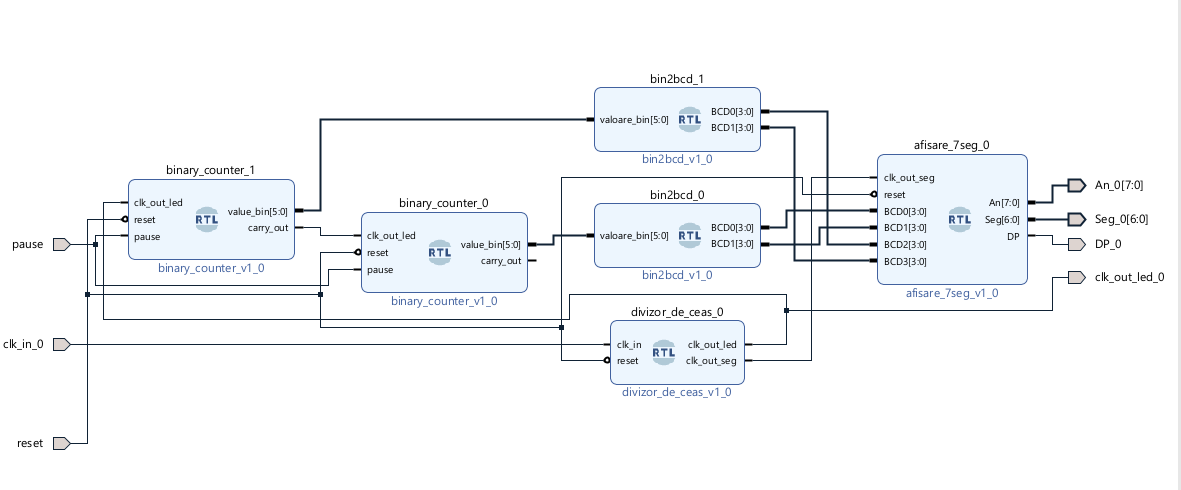 pause
clk_in_0
reset
binary_counter_1
clk_out_led
reset
pause
RTL
value_bin[5:0]
carry_out
binary_counter_v1_0
binary_counter_0
clk_out_led
reset
pause
RTL
value_bin[5:0]
carry_out
binary_counter_v1_0
bin2bcd_1
valoare_bin[5:0]
RTL
BCD0[3:0]
BCD1[3:0]
bin2bcd_v1_0
bin2bcd_0
valoare_bin[5:0]
RTL
BCD0[3:0]
BCD1[3:0]
bin2bcd_v1_0
divizor_de_ceas_0
clk_in
reset
RTL
clk_out_led
clk_out_seg
divizor_de_ceas_v1_0
afisare_7seg_0
clk_out_seg
reset
BCD0[3:0]
BCD1[3:0]
BCD2[3:0]
BCD3[3:0]
RTL
An[7:0]
Seg[6:0]
DP
afisare_7seg_v1_0
An_0[7:0]
Seg_0[6:0]
DP_0
clk_out_led_0